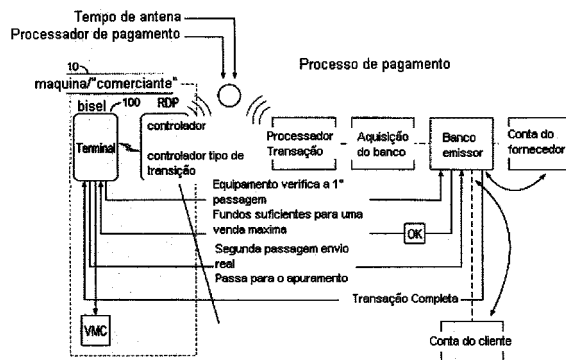 Tempo de antena
Processador de pagamento
10
Processo de pagamento
maquina/"comerciante"
bisel 100 RDP
Terminal
controlador
controlador tipo de
transição
Processador
Transação
Aquisição
do banco
Banco
emissor
Conta do
fornecedor
Equipamento verifica a 1ª
passagem
Fundos suficientes para uma
venda maxima
OK
Segunda passagem envio
real
Passa para o apuramento
Transação Completa
VMC
Conta do cliente